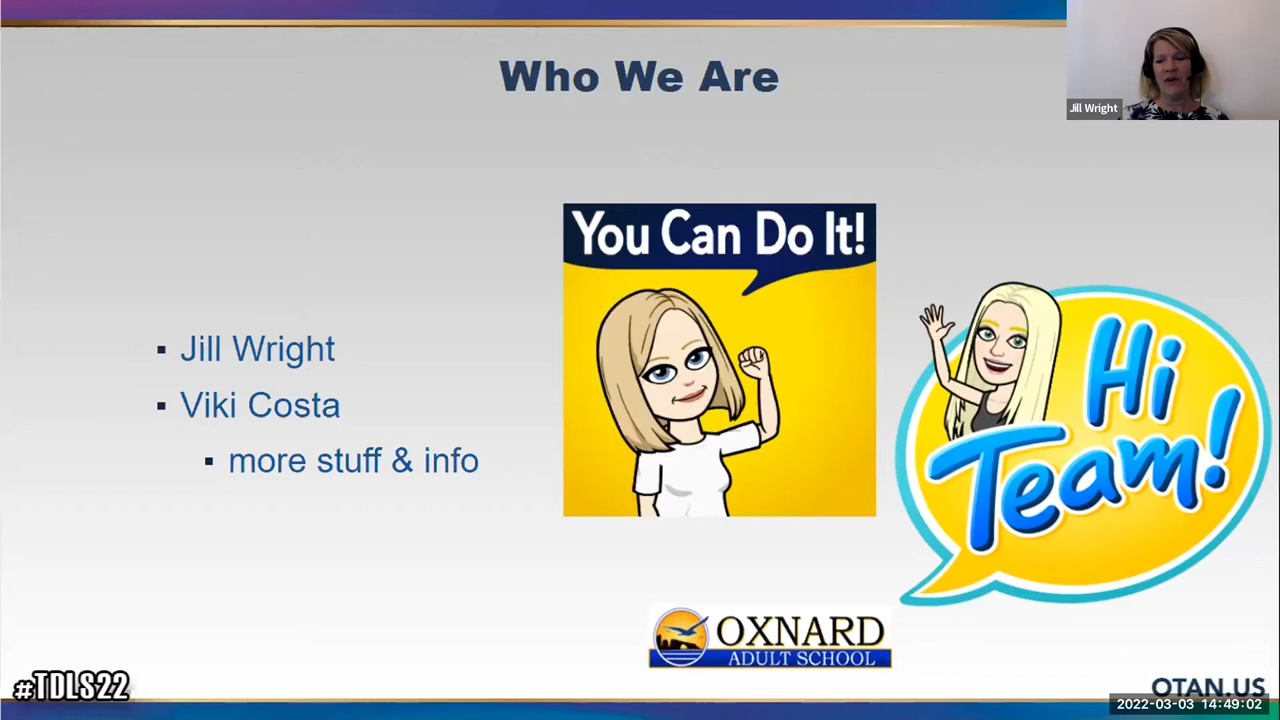 Who We Are
Jill Wright
You Can Do It!
Hi
Team!
▪ Jill Wright
▪ Viki Costa
▪ more stuff & info
OXNARD
ADULT SCHOOL
#TDLS22
OTAN.US
2022-03-03 14:49:02